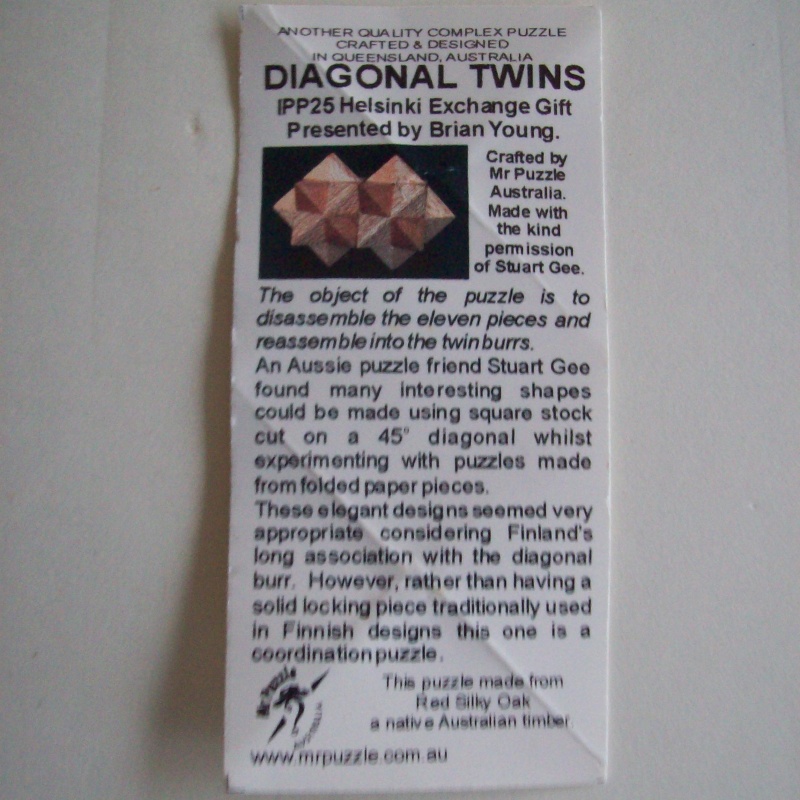 ANOTHER QUALITY COMPLEX PUZZLE
CRAFTED & DESIGNED
IN QUEENSLAND, AUSTRALIA
DIAGONAL TWINS
IPP25 Helsinki Exchange Gift
Presented by Brian Young.
Crafted by
Mr Puzzle
Australia.
Made with
the kind
permission
of Stuart Gee.
The object of the puzzle is to
disassemble the eleven pieces and
reassemble into the twin burrs.
An Aussie puzzle friend Stuart Gee
found many interesting shapes
could be made using square stock
cut on a 45° diagonal whilst
experimenting with puzzles made
from folded paper pieces.
These elegant designs seemed very
appropriate considering Finland's
long association with the diagonal
burr. However, rather than having a
solid locking piece traditionally used
in Finnish designs this one is a
coordination puzzle.
Mr Puzzle
This puzzle made from
Red Silky Oak
a native Australian timber
www.mrpuzzle.com.au